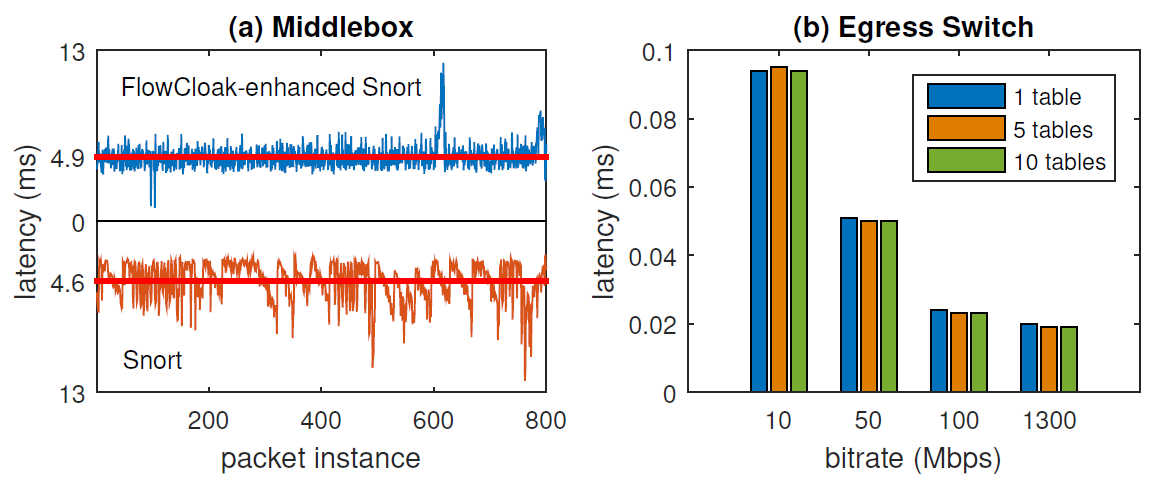 (a) Middlebox
13
FlowCloak-enhanced Snort
4.9
0
4.6
Snort
13
200 400 600 800
packet instance
latency (ms)
(b) Egress Switch
0.1
0.08
0.06
0.04
0.02
0
1 table
5 tables
10 tables
10 50 100 1300
bitrate (Mbps)
latency (ms)